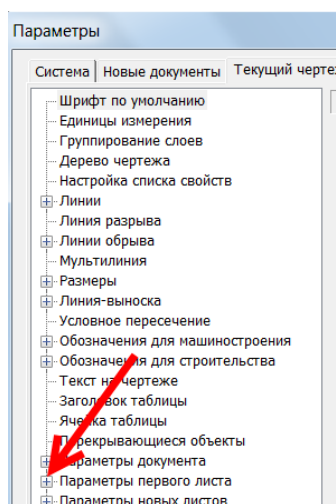 Параметры
Система Новые документы Текущий черте
Шрифт по умолчанию
Единицы измерения
Группирование слоев
Дерево чертежа
Настройка списка свойств
Линии
Линия разрыва
Линии обрыва
Мультилиния
Размеры
Линия-выноска
Условное пересечение
Обозначения для машиностроения
Обозначения для строительства
Текст на чертеже
Заголовок таблицы
Ячейка таблицы
Перекрывающиеся объекты
Параметры документа
Параметры первого листа
Параметры новых листов